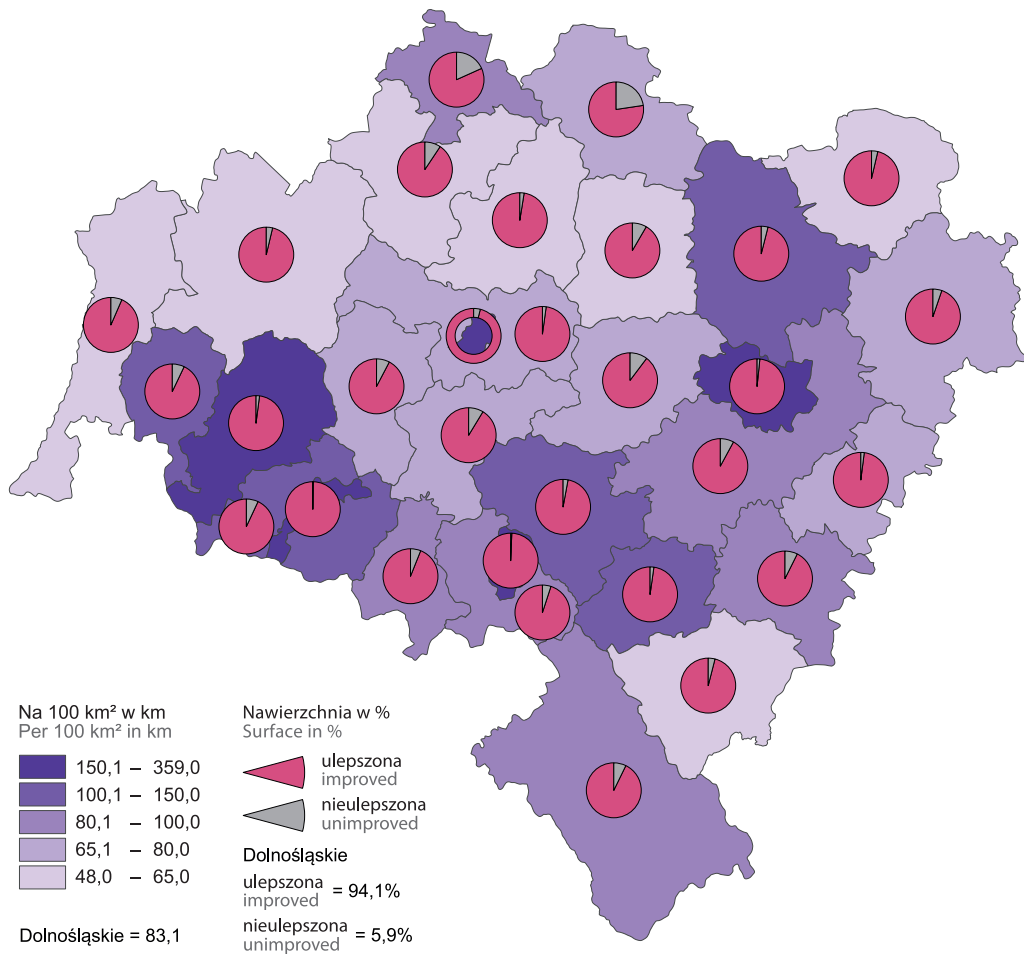 Na 100 km² w km
Per 100 km² in km
150,1 – 359,0
100,1 – 150,0
80,1 – 100,0
65,1 – 80,0
48,0 – 65,0
Dolnośląskie = 83,1
Nawierzchnia w %
Surface in %
ulepszona
improved
nieulepszona
unimproved
Dolnośląskie
ulepszona
improved = 94,1%
nieulepszona
unimproved = 5,9%